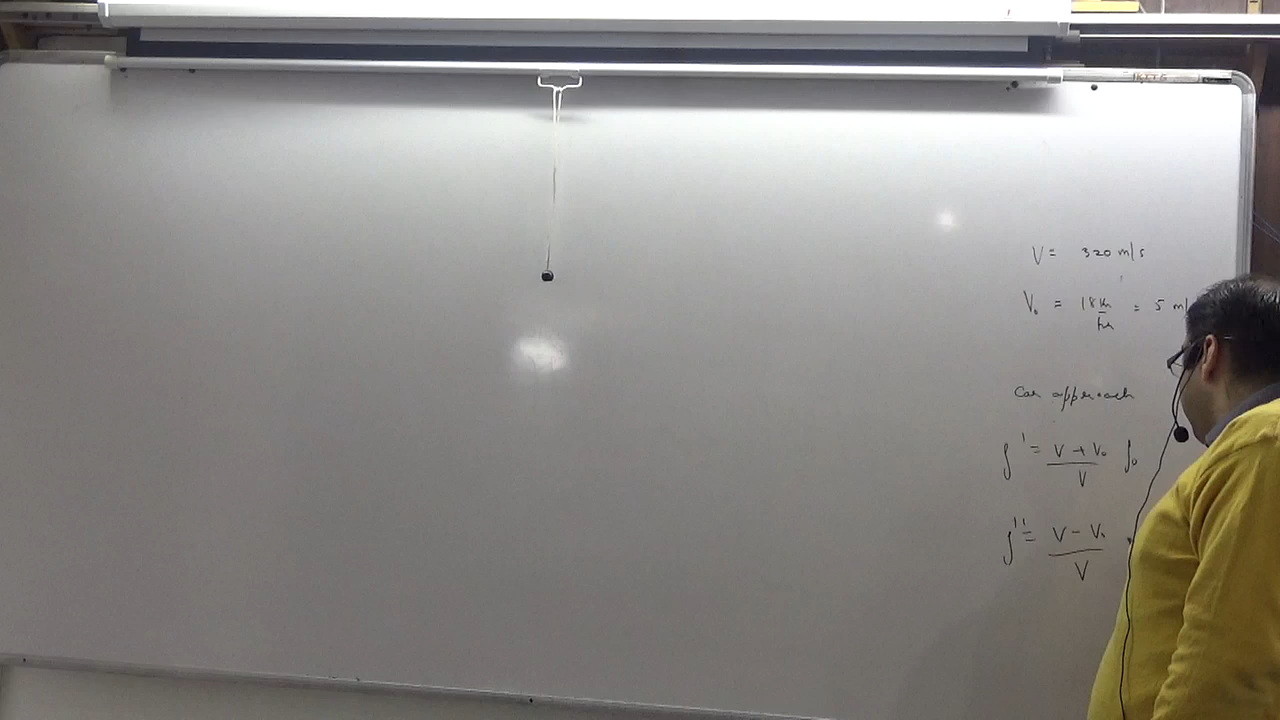 V = 320 m/s
V₀ = 18 km/hr = 5 m/
Car approach
f' = (V + V₀)/V f₀
f'' = (V - V₀)/V